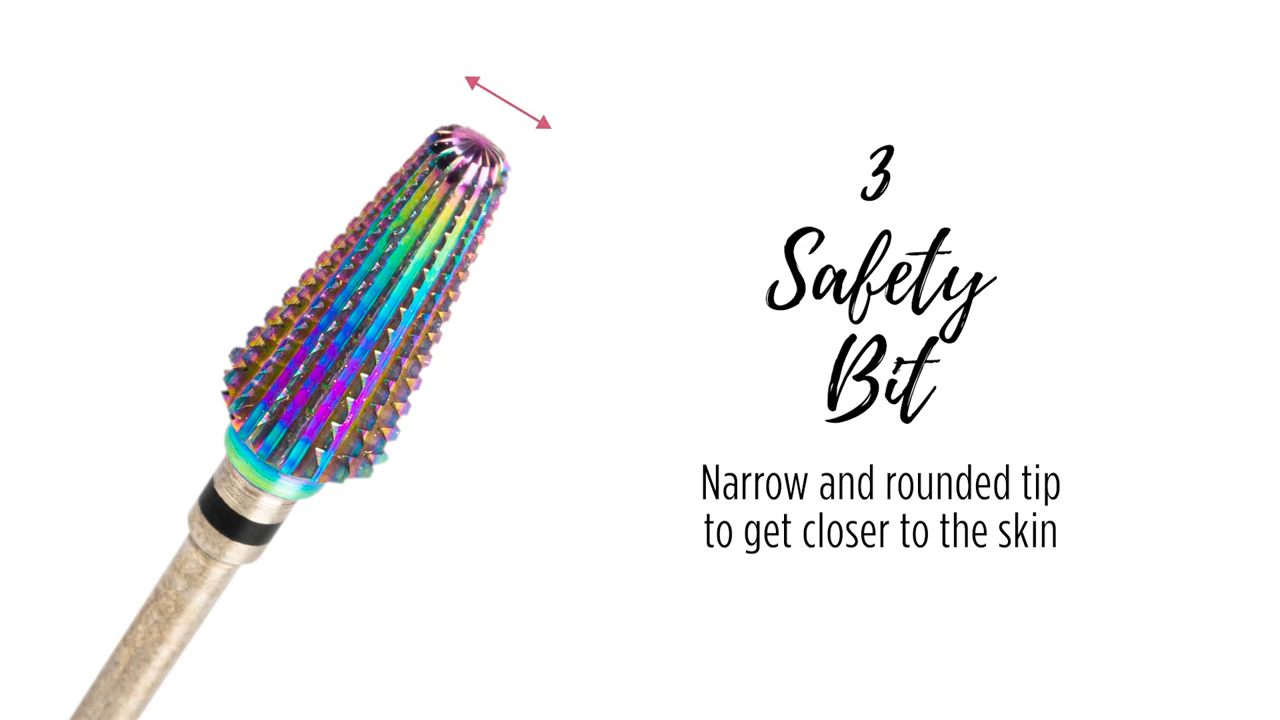 3
Safety
Bit
Narrow and rounded tip
to get closer to the skin